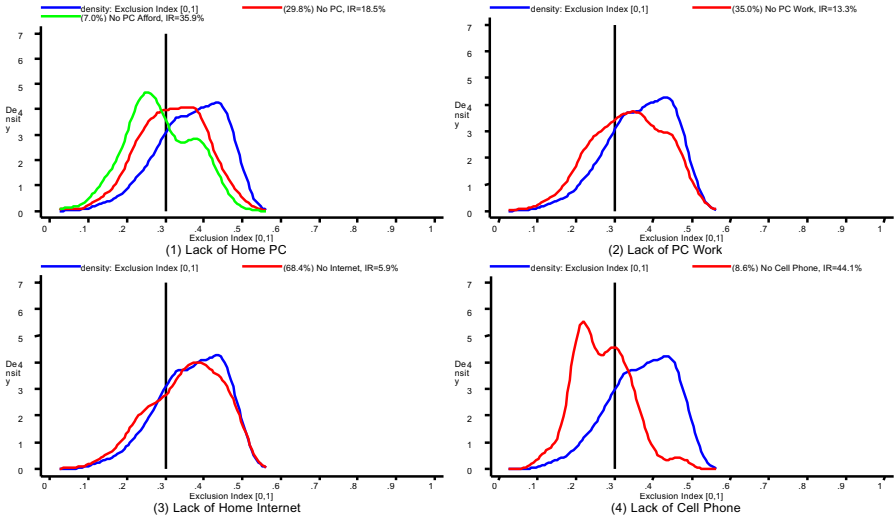 density: Exclusion Index [0,1] (29.8%) No PC, IR=18.5%
(7.0%) No PC Afford, IR=35.9%
7
6
5
De4
nsit
y
3
2
1
0
0 .1 .2 .3 .4 .5 .6 .7 .8 .9 1
Exclusion Index [0,1]
(1) Lack of Home PC
density: Exclusion Index [0,1] (35.0%) No PC Work, IR=13.3%
7
6
5
De4
nsit
y
3
2
1
0
0 .1 .2 .3 .4 .5 .6 .7 .8 .9 1
Exclusion Index [0,1]
(2) Lack of PC Work
density: Exclusion Index [0,1] (68.4%) No Internet, IR=5.9%
7
6
5
De4
nsit
y
3
2
1
0
0 .1 .2 .3 .4 .5 .6 .7 .8 .9 1
Exclusion Index [0,1]
(3) Lack of Home Internet
density: Exclusion Index [0,1] (8.6%) No Cell Phone, IR=44.1%
7
6
5
De4
nsit
y
3
2
1
0
0 .1 .2 .3 .4 .5 .6 .7 .8 .9 1
Exclusion Index [0,1]
(4) Lack of Cell Phone